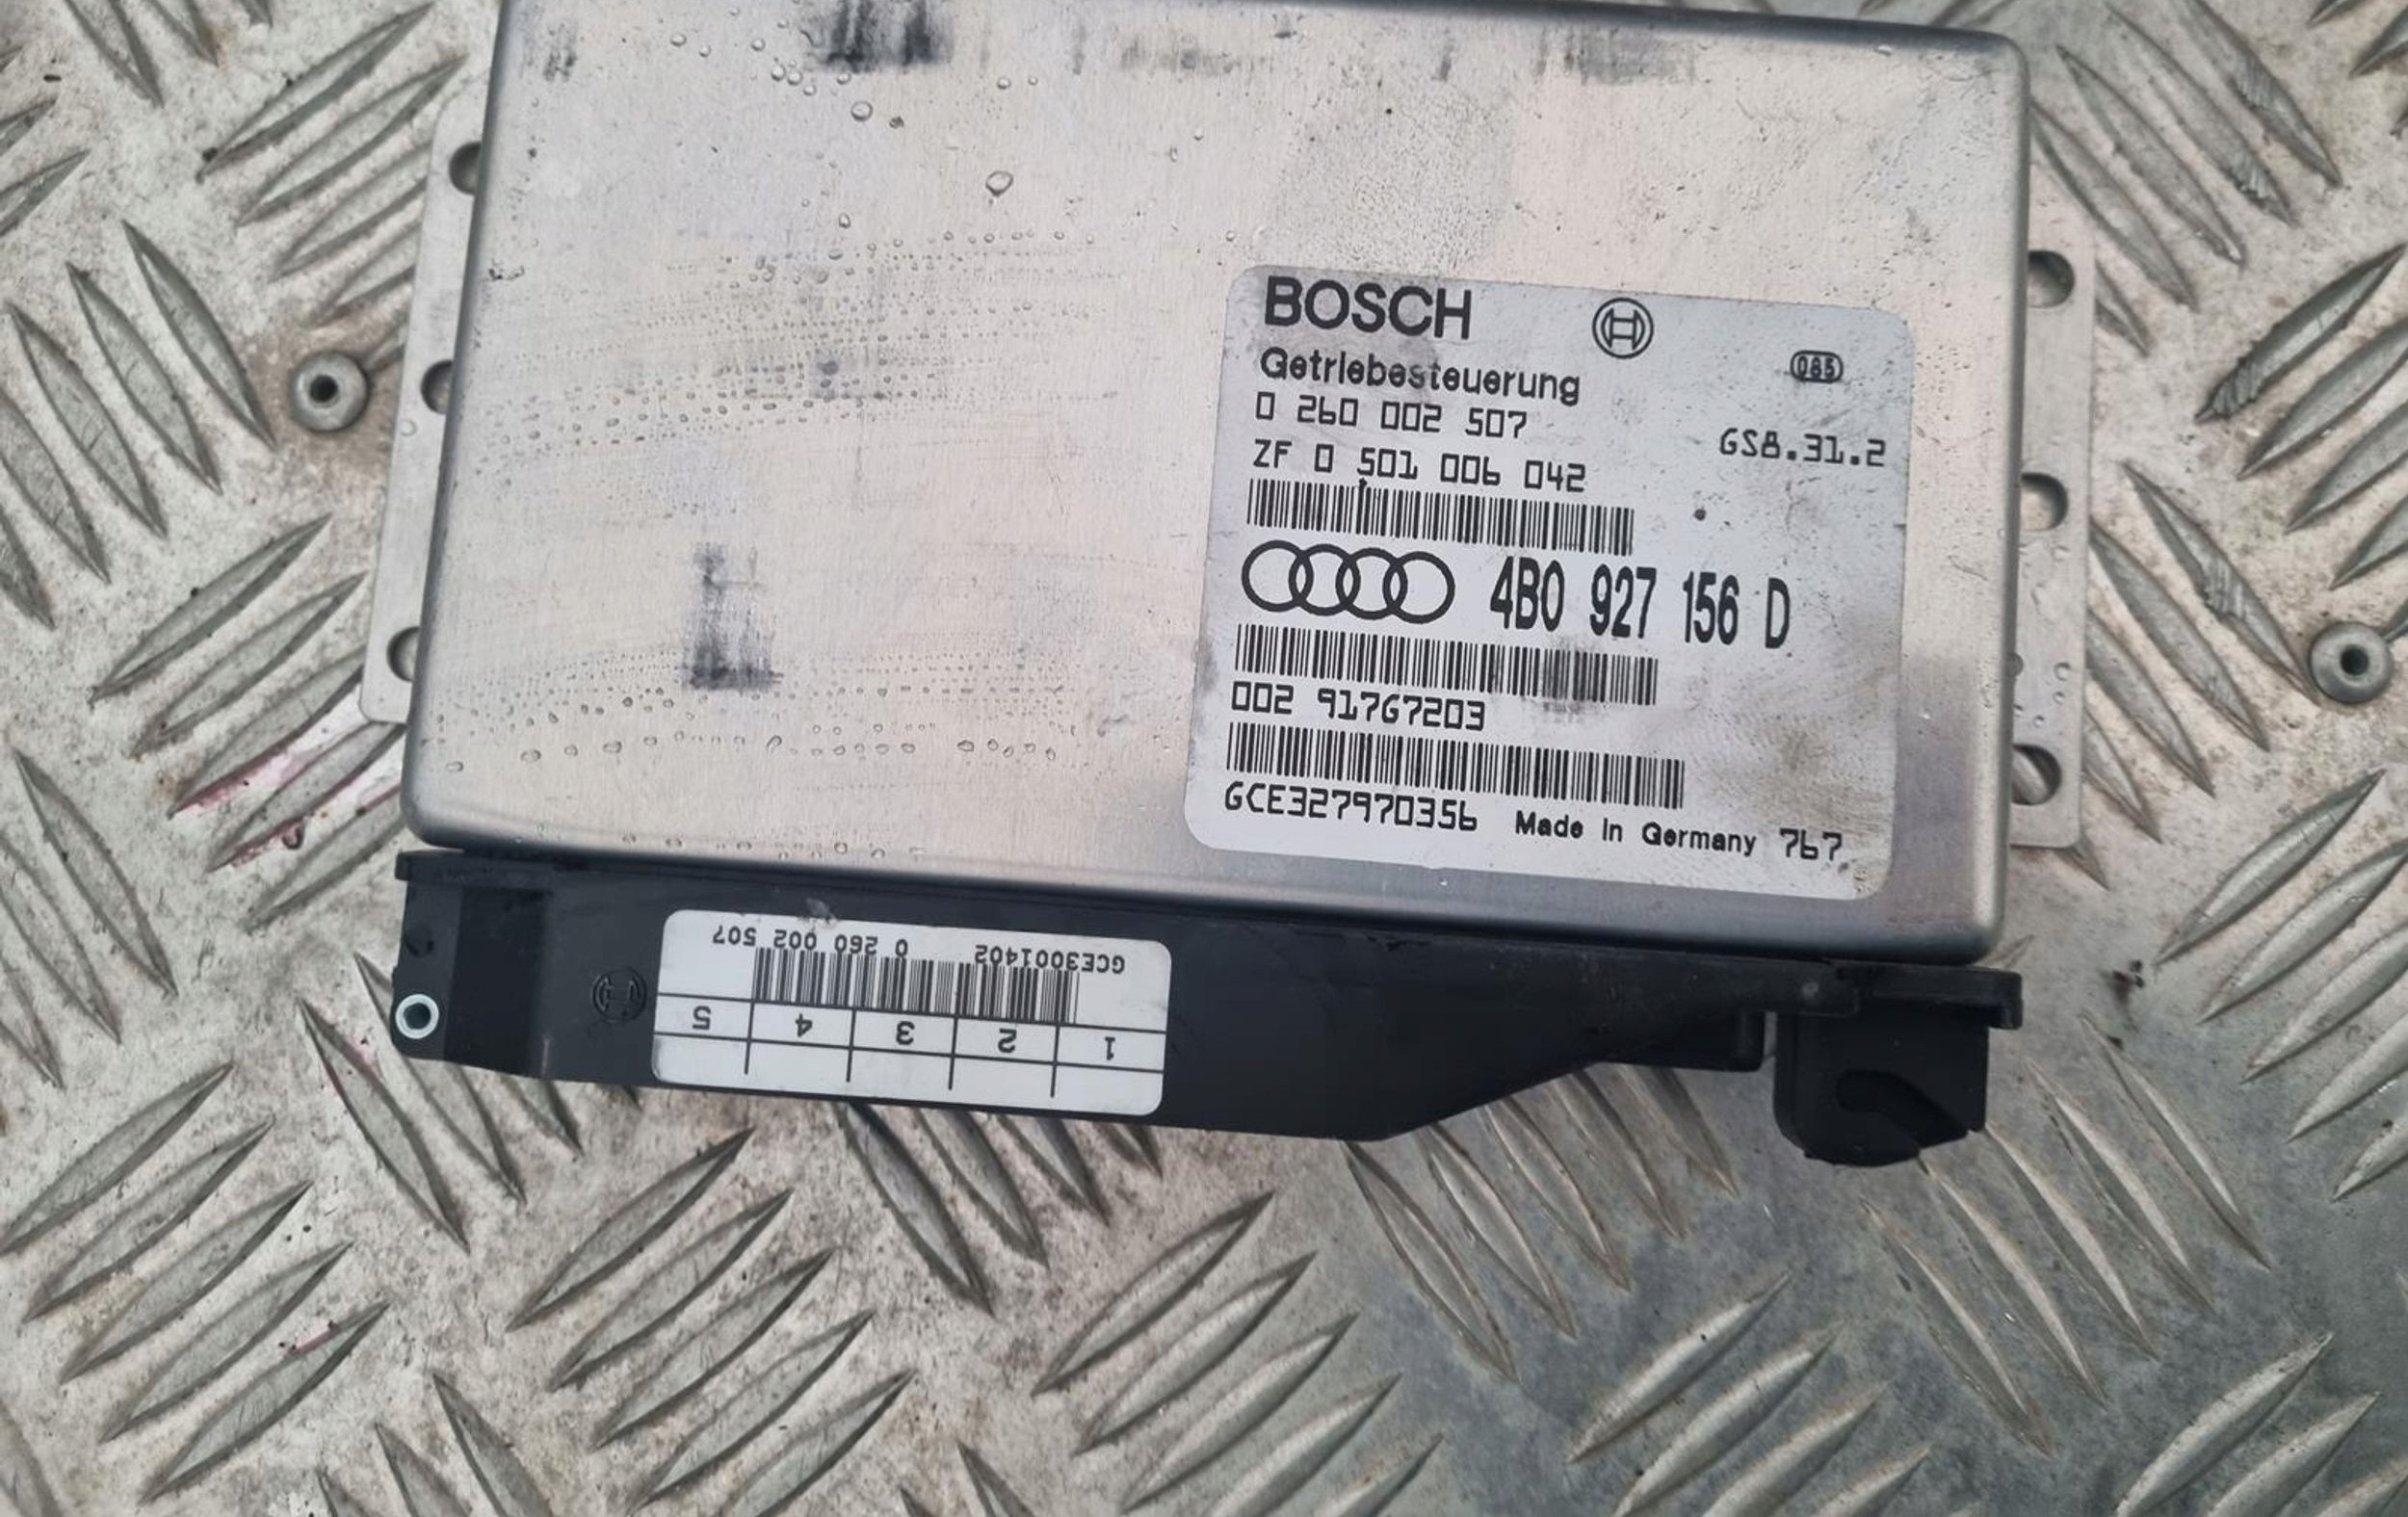 BOSCH
085
Getriebesteuerung
0 260 002 507
GS8.31.2
ZF 0 501 006 042
4B0 927 156 D
002 91767203
GCE327970356 Made in Germany 767
GCE3001402 0 260 002 507
1 2 3 4 5